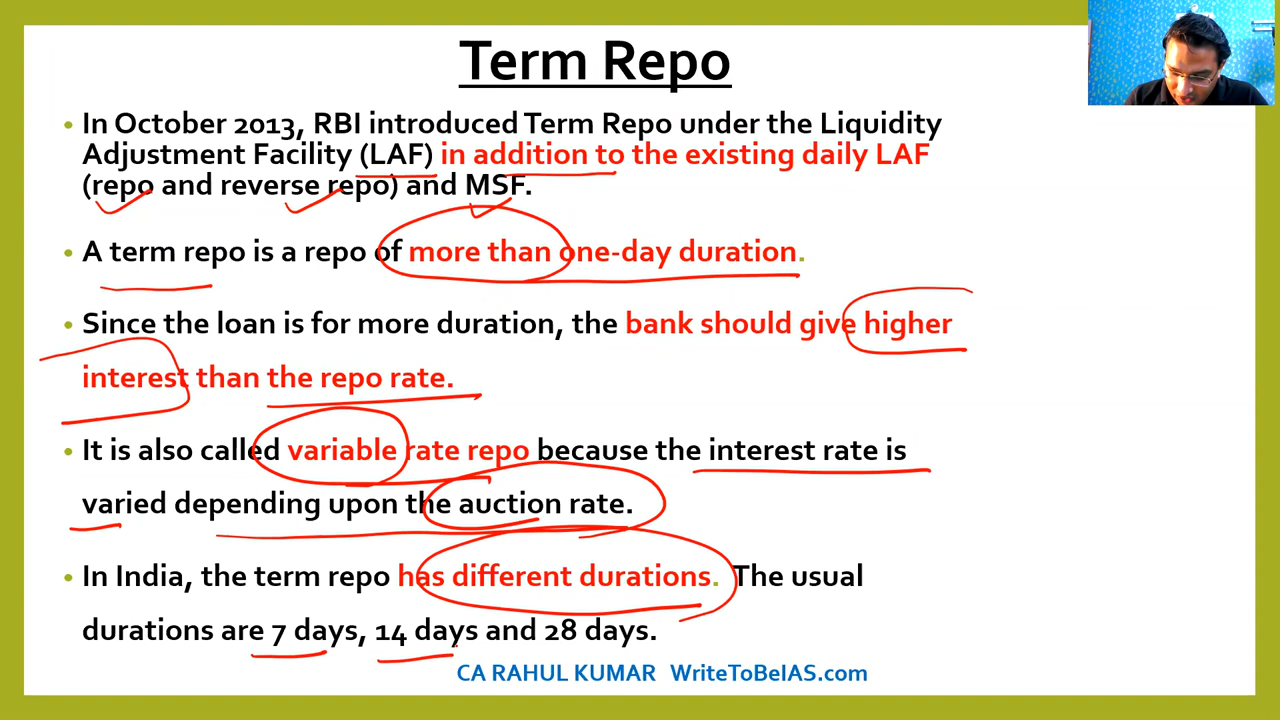 Term Repo
• In October 2013, RBI introduced Term Repo under the Liquidity
Adjustment Facility (LAF) in addition to the existing daily LAF
(repo and reverse repo) and MSF.
• A term repo is a repo of more than one-day duration.
• Since the loan is for more duration, the bank should give higher
interest than the repo rate.
• It is also called variable rate repo because the interest rate is
varied depending upon the auction rate.
• In India, the term repo has different durations. The usual
durations are 7 days, 14 days and 28 days.
CA RAHUL KUMAR WriteToBeIAS.com